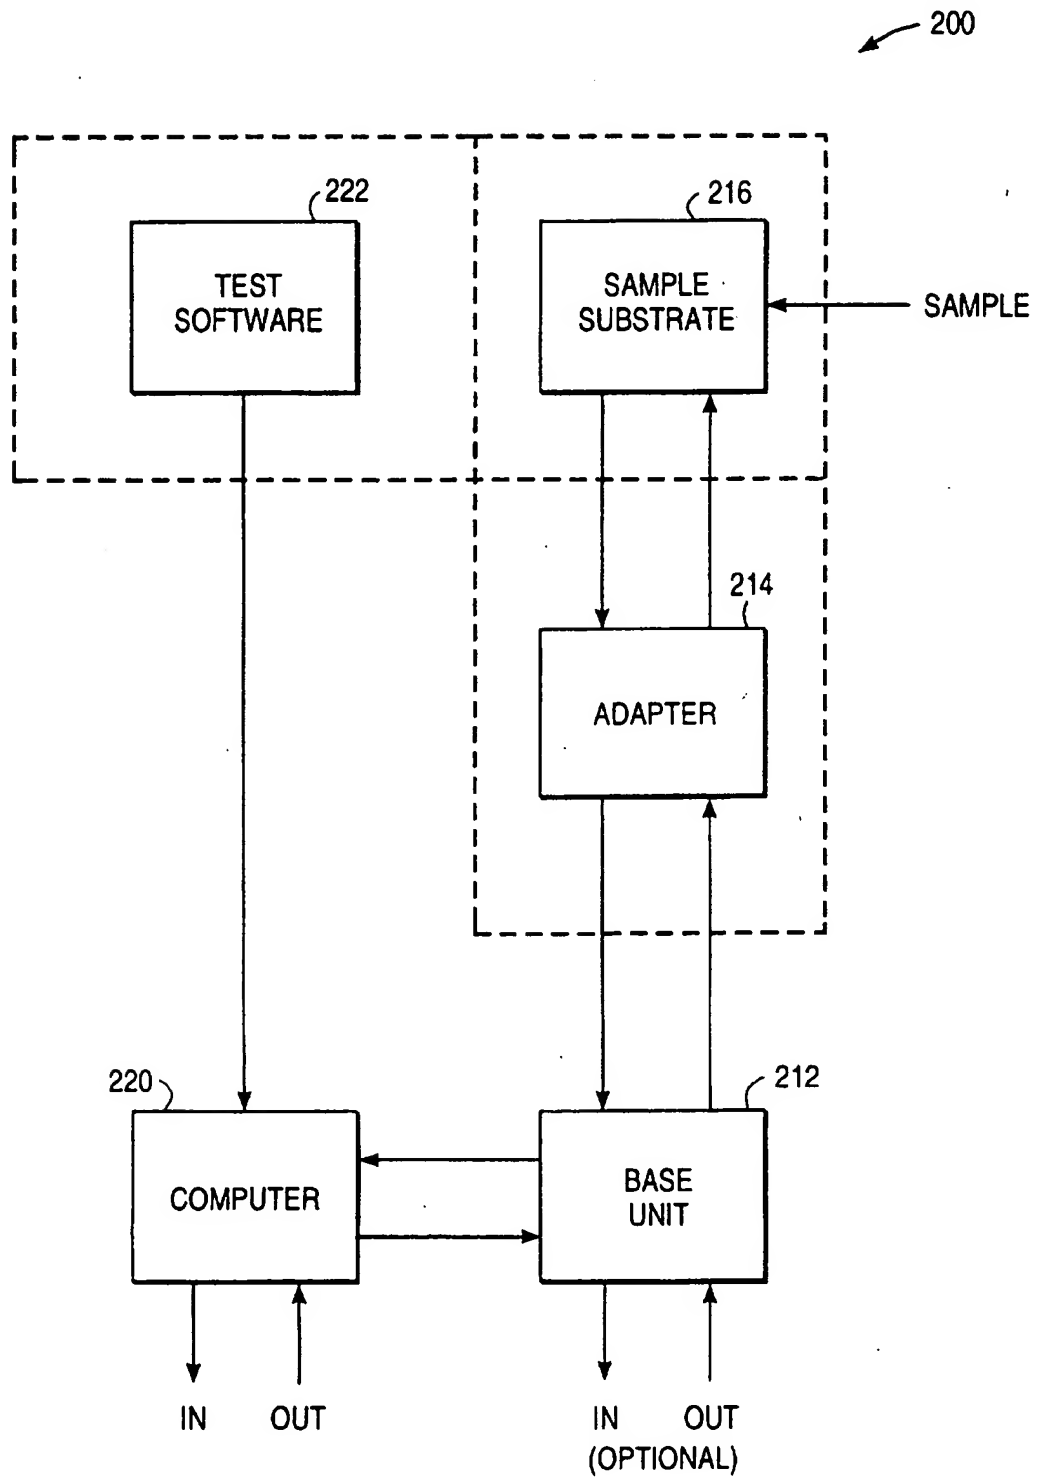 200
222
216
TEST
SOFTWARE
SAMPLE
SUBSTRATE
SAMPLE
214
ADAPTER
220
212
COMPUTER
BASE
UNIT
IN
OUT
IN
OUT
(OPTIONAL)